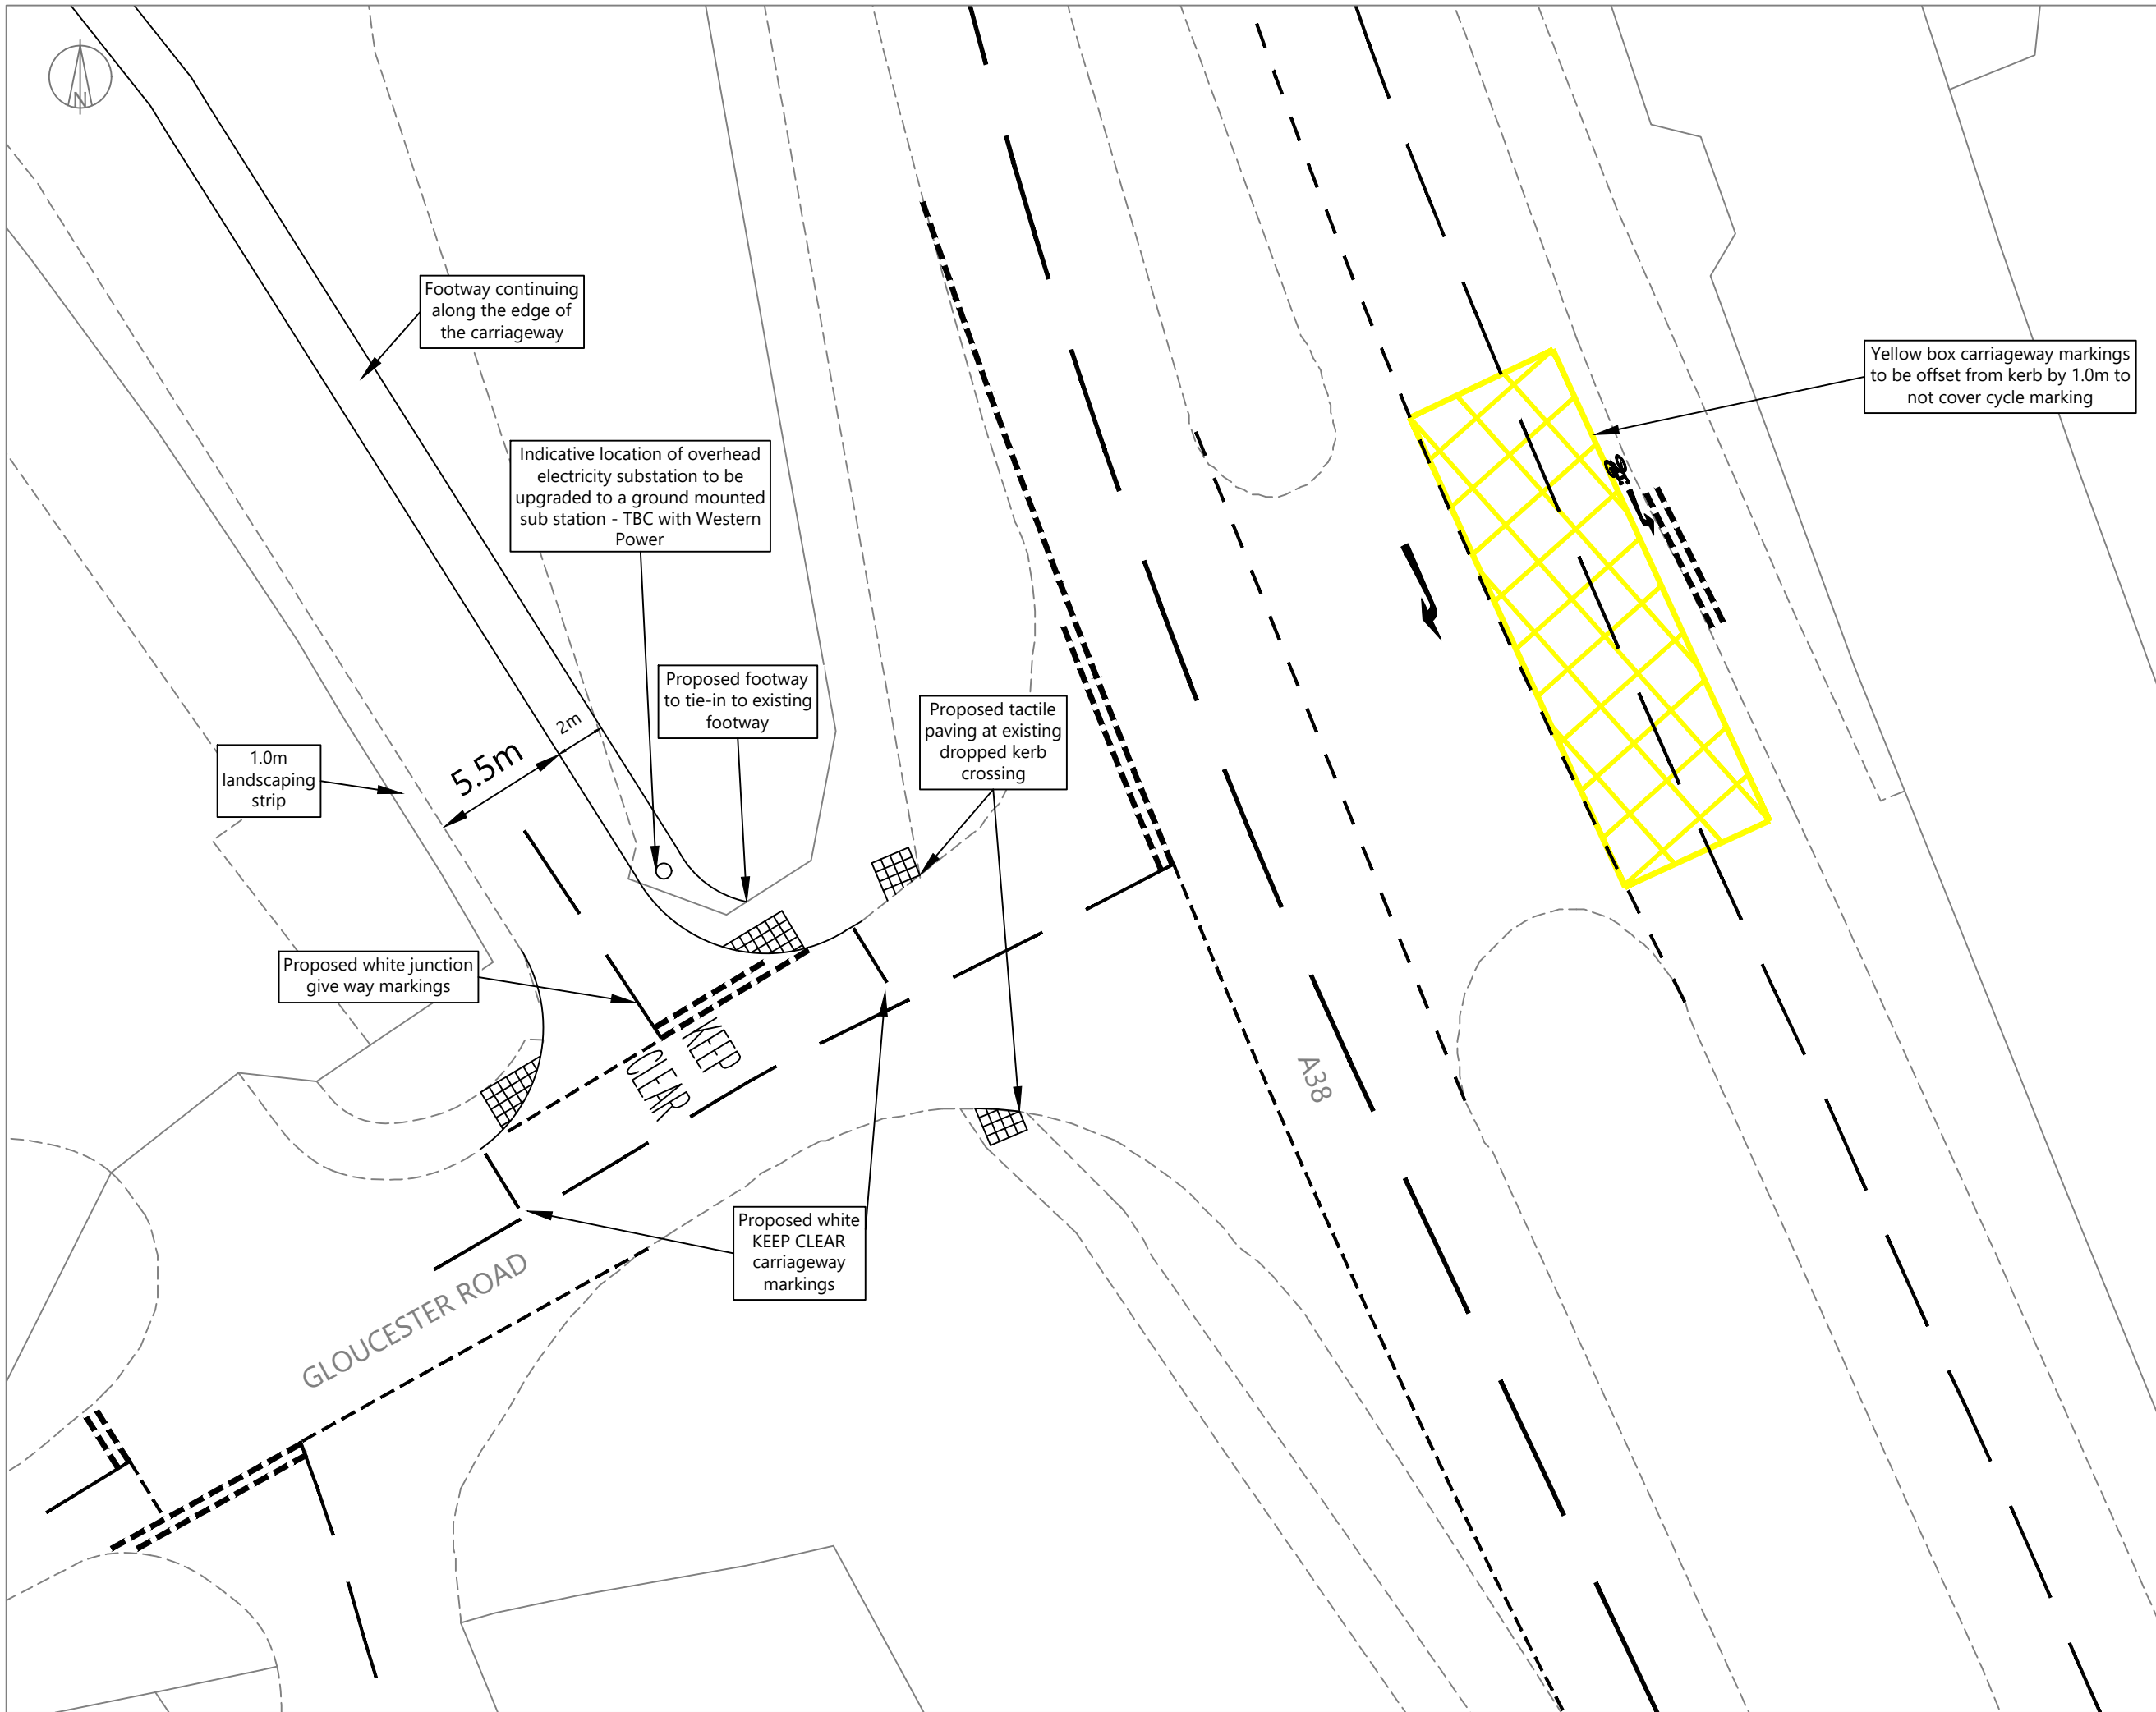 N
Footway continuing
along the edge of
the carriageway
Yellow box carriageway markings
to be offset from kerb by 1.0m to
not cover cycle marking
Indicative location of overhead
electricity substation to be
upgraded to a ground mounted
sub station - TBC with Western
Power
Proposed footway
to tie-in to existing
footway
Proposed tactile
paving at existing
dropped kerb
crossing
2m
5.5m
1.0m
landscaping
strip
Proposed white junction
give way markings
KEEP
CLEAR
A38
Proposed white
KEEP CLEAR
carriageway
markings
GLOUCESTER ROAD